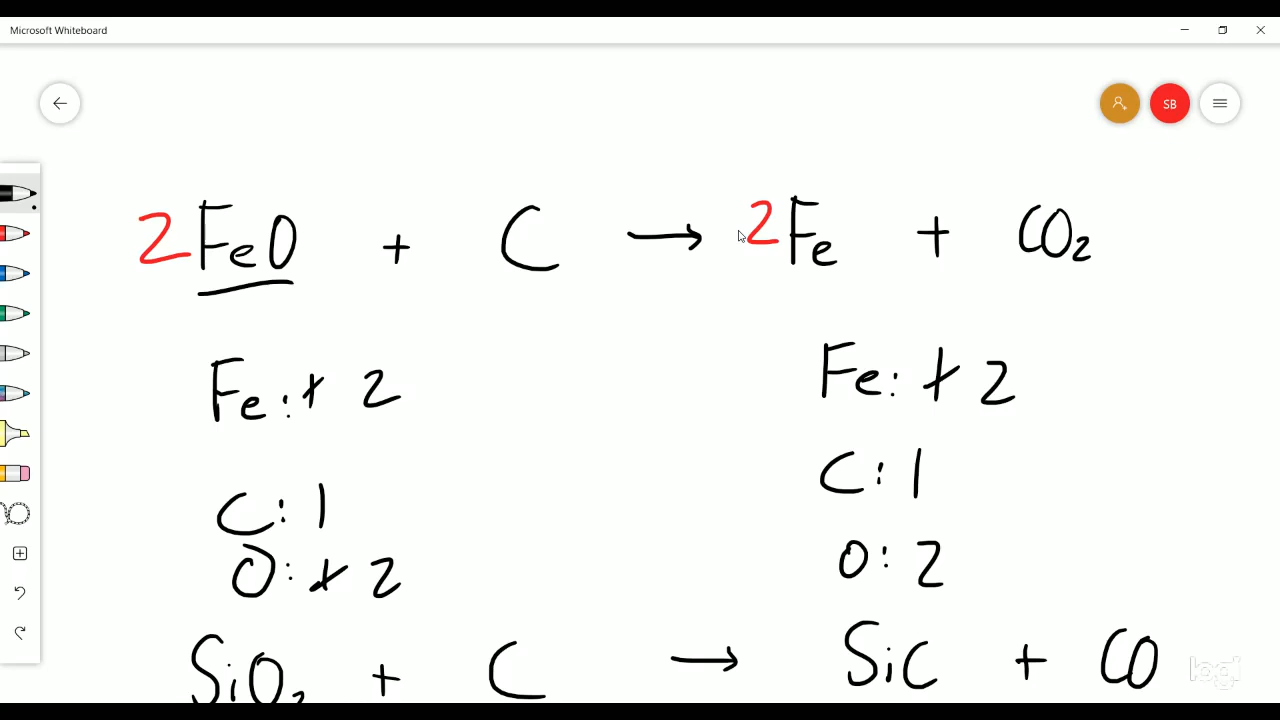 Microsoft Whiteboard
SB
2FeO + C → 2Fe + CO₂
Fe: 1 2
Fe: 1 2
C: 1
C: 1
O: 1 2
O: 2
SiO₂ + C → SiC + CO
logi